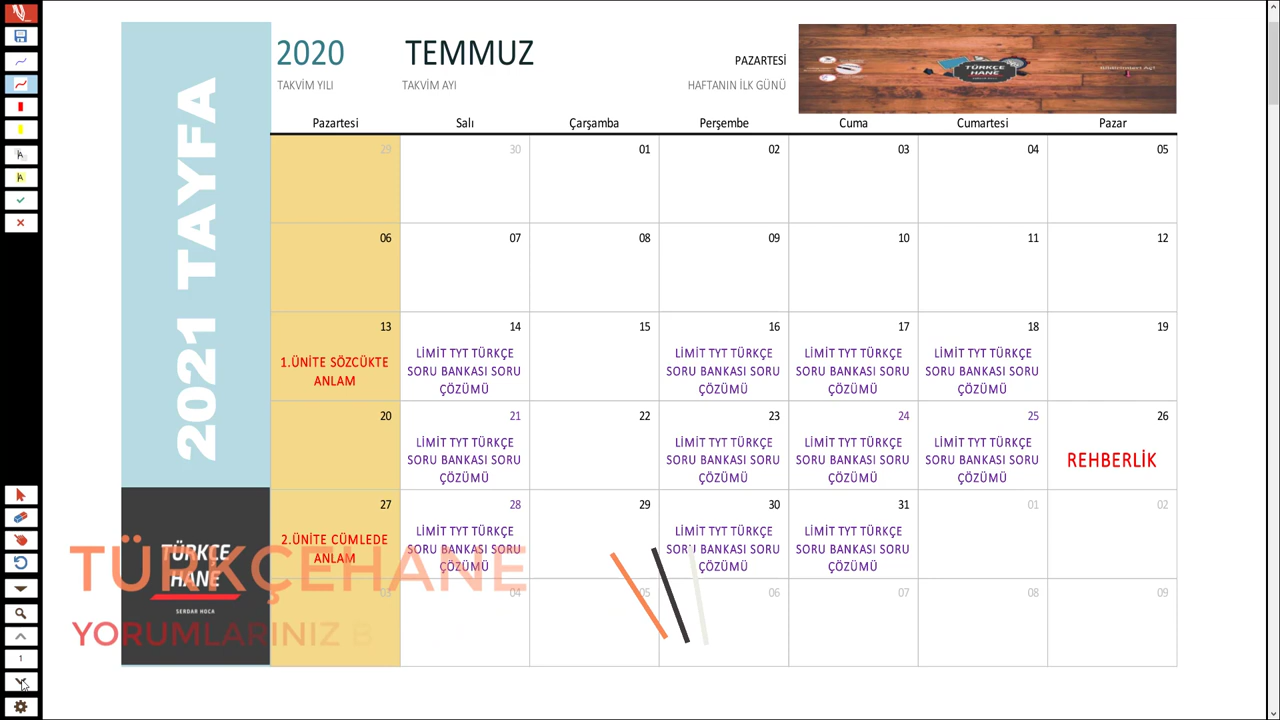 2020
TEMMUZ
PAZARTESİ
TAKVİM YILI
TAKVİM AYI
HAFTANIN İLK GÜNÜ
TÜRKÇE
HANE
2021 TAYFA
Pazartesi Salı Çarşamba Perşembe Cuma Cumartesi Pazar
29 30 01 02 03 04 05
06 07 08 09 10 11 12
13 14 15 16 17 18 19
1.ÜNİTE SÖZCÜKTE
ANLAM
LİMİT TYT TÜRKÇE
SORU BANKASI SORU
ÇÖZÜMÜ
LİMİT TYT TÜRKÇE
SORU BANKASI SORU
ÇÖZÜMÜ
LİMİT TYT TÜRKÇE
SORU BANKASI SORU
ÇÖZÜMÜ
LİMİT TYT TÜRKÇE
SORU BANKASI SORU
ÇÖZÜMÜ
20 21 22 23 24 25 26
LİMİT TYT TÜRKÇE
SORU BANKASI SORU
ÇÖZÜMÜ
LİMİT TYT TÜRKÇE
SORU BANKASI SORU
ÇÖZÜMÜ
LİMİT TYT TÜRKÇE
SORU BANKASI SORU
ÇÖZÜMÜ
LİMİT TYT TÜRKÇE
SORU BANKASI SORU
ÇÖZÜMÜ
REHBERLİK
27 28 29 30 31 01 02
2.ÜNİTE CÜMLEDE
ANLAM
LİMİT TYT TÜRKÇE
SORU BANKASI SORU
ÇÖZÜMÜ
LİMİT TYT TÜRKÇE
SORU BANKASI SORU
ÇÖZÜMÜ
LİMİT TYT TÜRKÇE
SORU BANKASI SORU
ÇÖZÜMÜ
03 04 05 06 07 08 09
TÜRKÇE
HANE
SERDAR HOCA
TÜRKÇEHANE
YORUMLARINIZ B
A
A
1